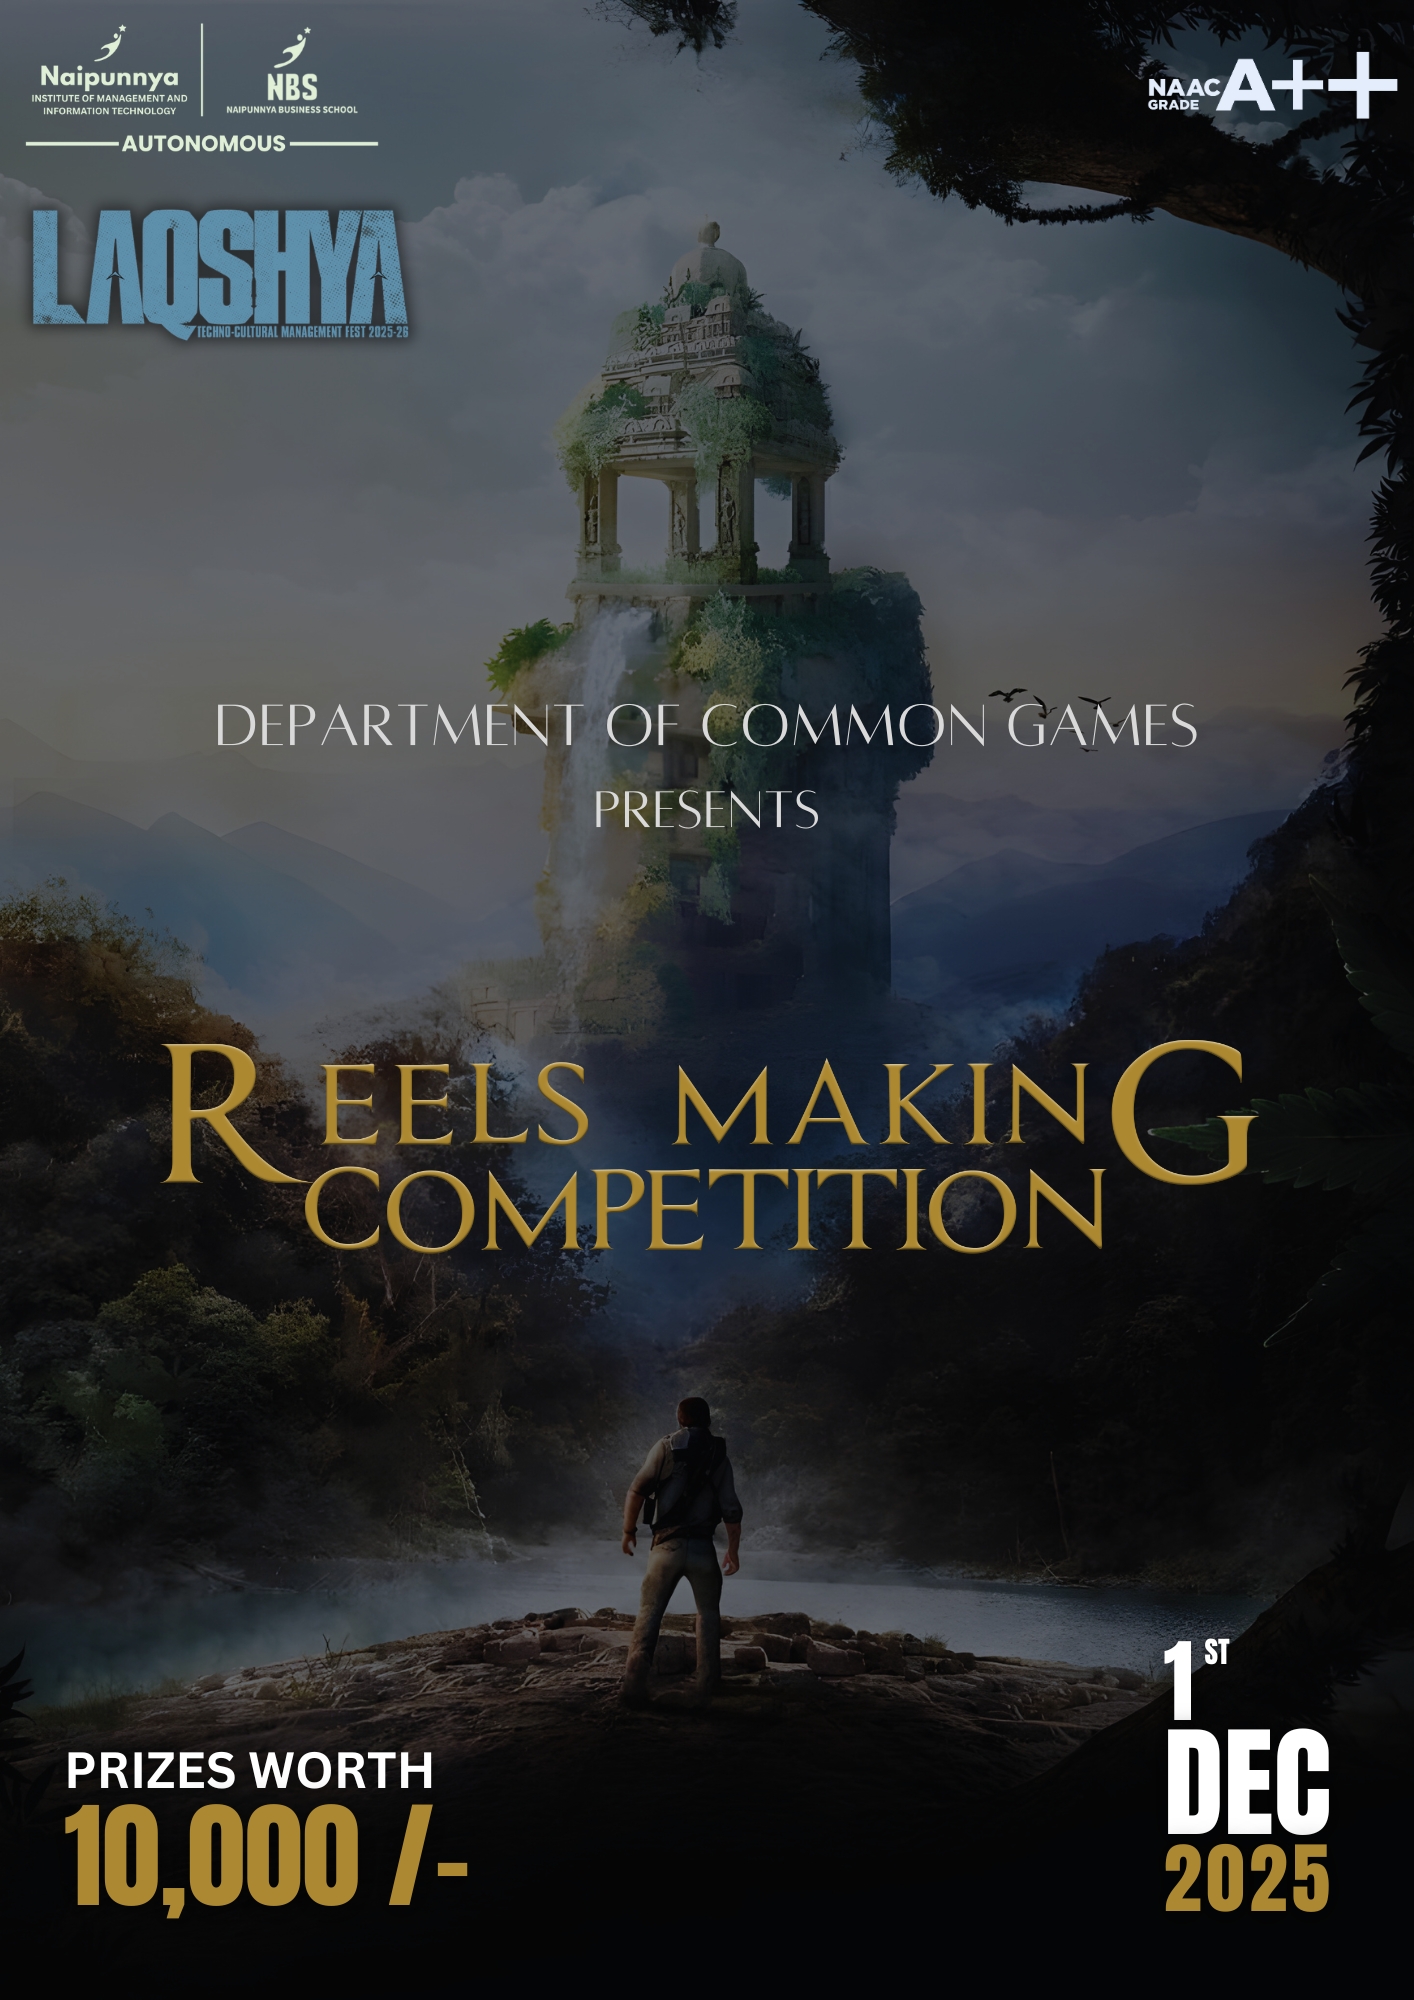 Naipunnya
INSTITUTE OF MANAGEMENT AND
INFORMATION TECHNOLOGY
NBS
NAIPUNNYA BUSINESS SCHOOL
AUTONOMOUS
NAAC
GRADE
A++
LAQSHYA
TECHNO-CULTURAL MANAGEMENT FEST 2025-26
DEPARTMENT OF COMMON GAMES
PRESENTS
REELS MAKING
COMPETITION
PRIZES WORTH
10,000 /-
1ST
DEC
2025